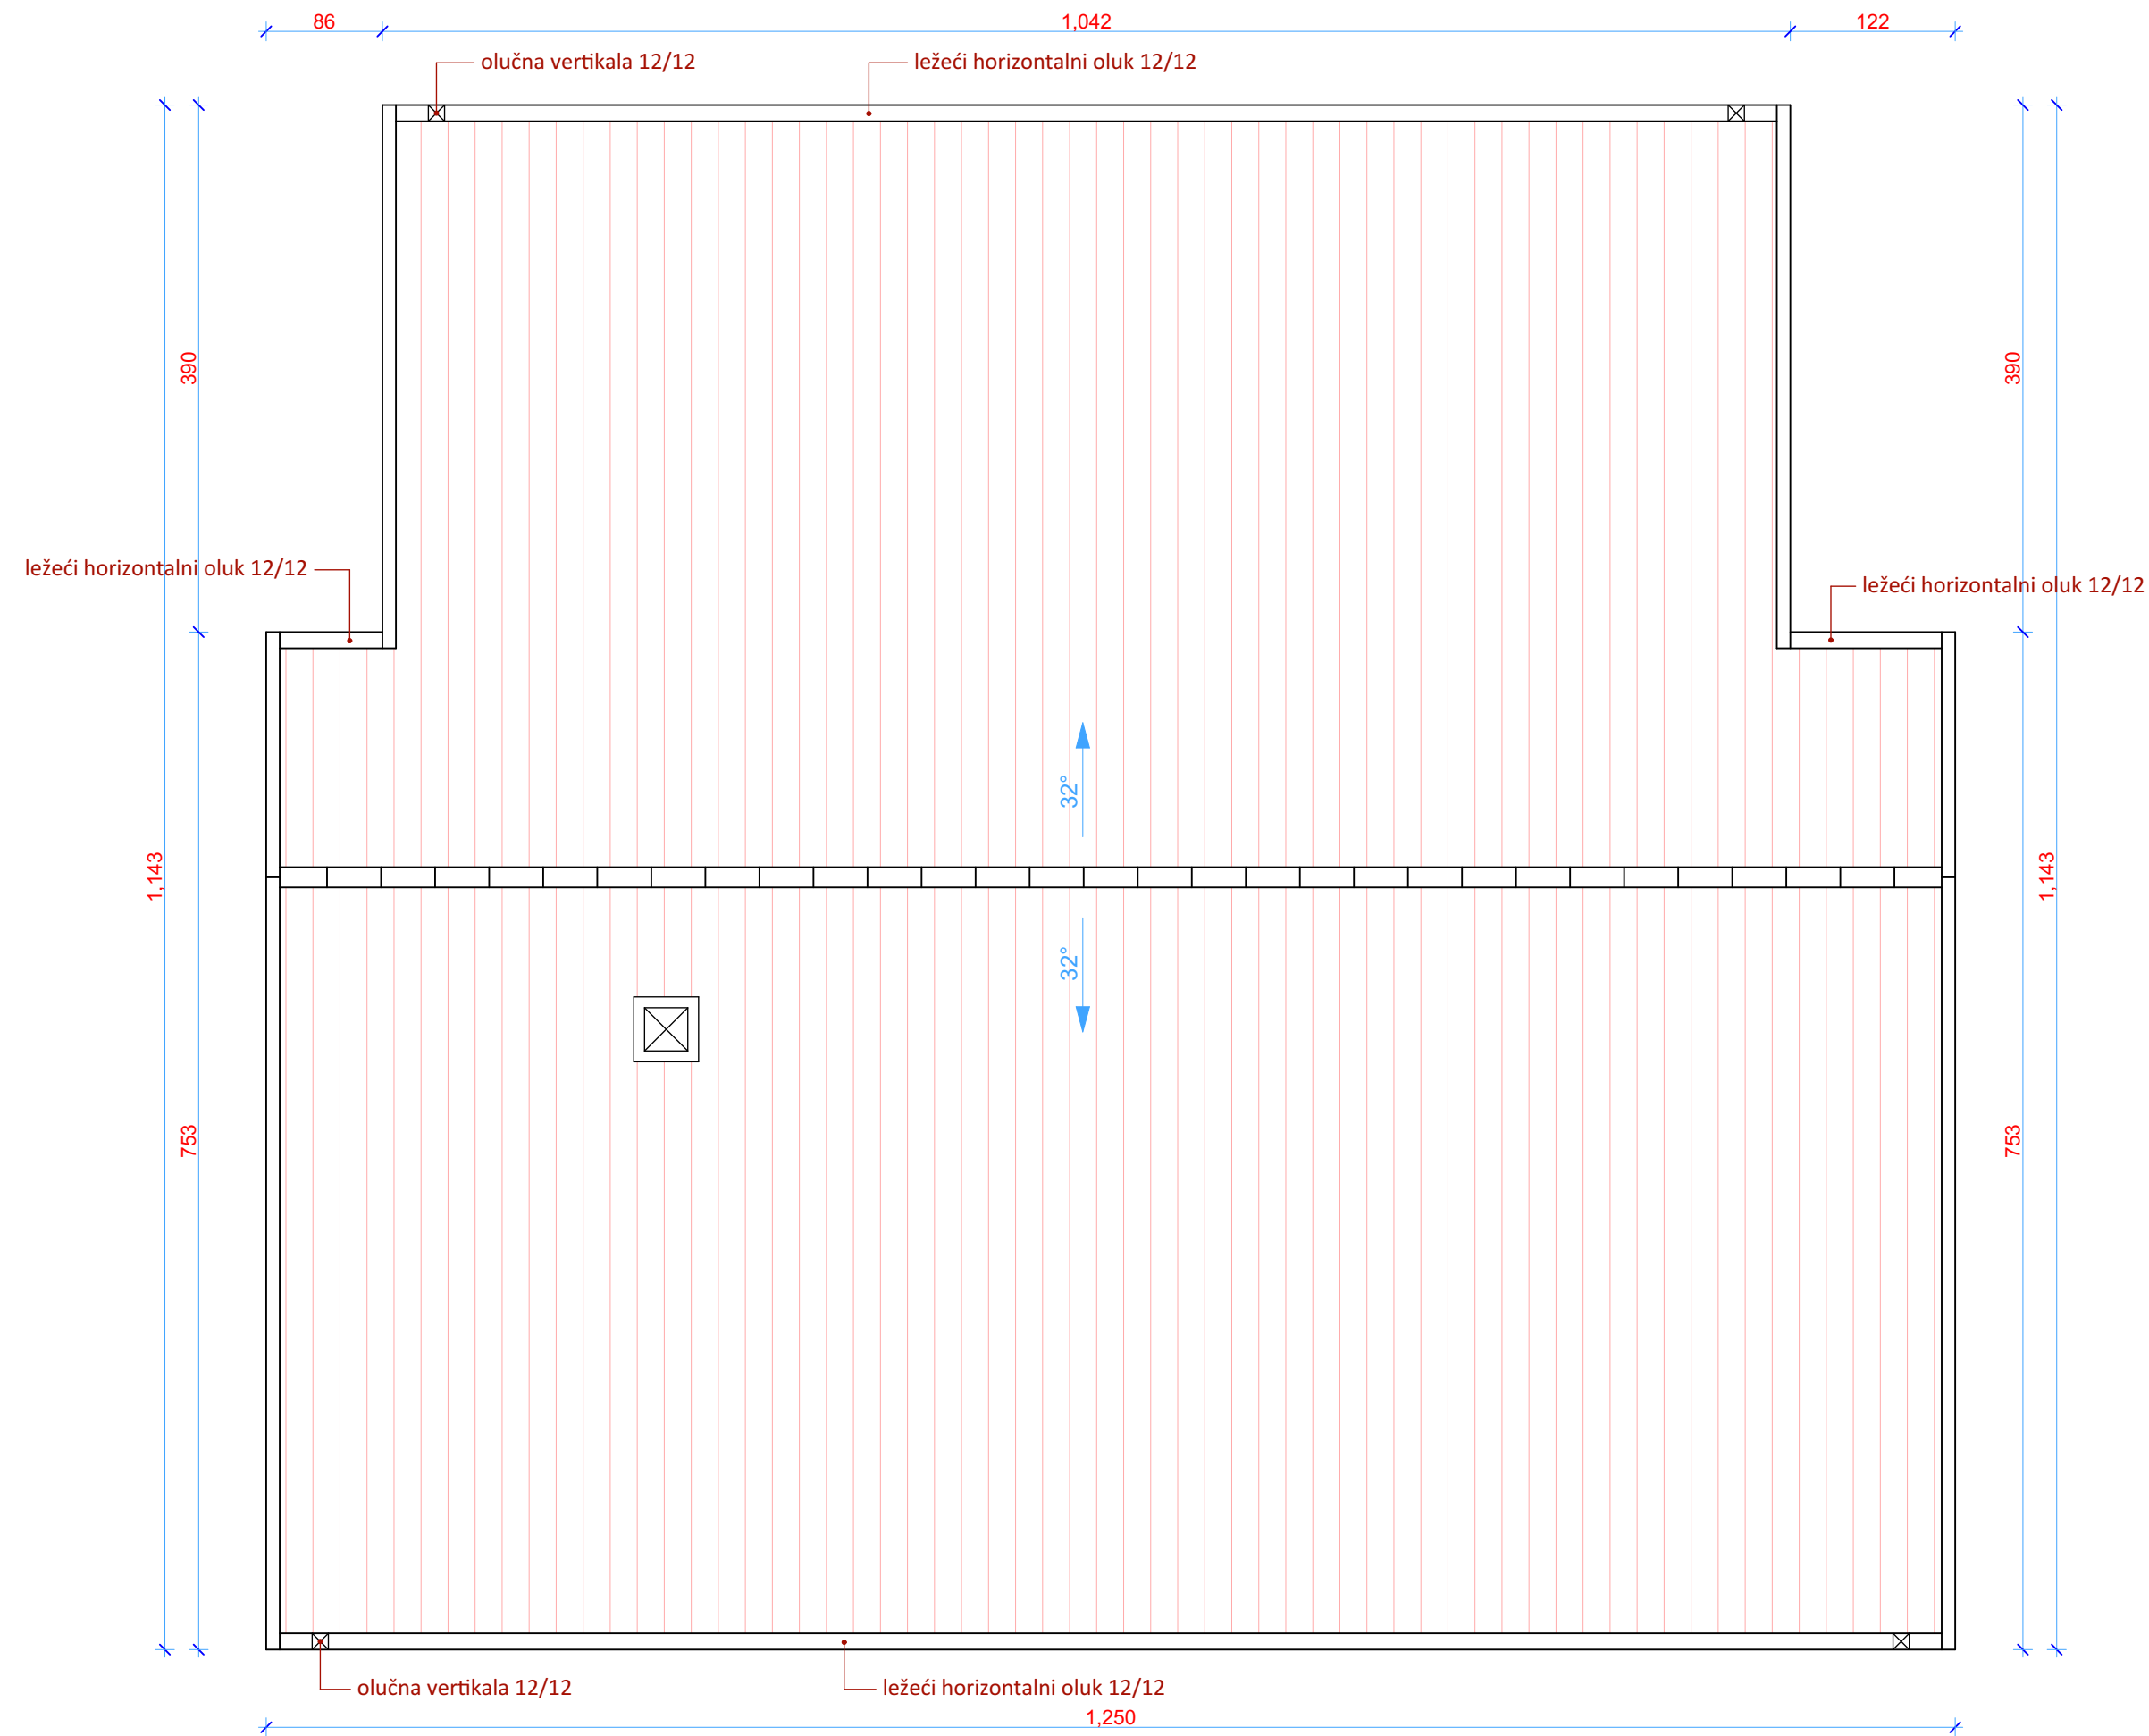 86
1,042
122
olučna vertikala 12/12
ležeći horizontalni oluk 12/12
390
390
ležeći horizontalni oluk 12/12
ležeći horizontalni oluk 12/12
32°
1,143
1,143
32°
753
753
olučna vertikala 12/12
ležeći horizontalni oluk 12/12
1,250